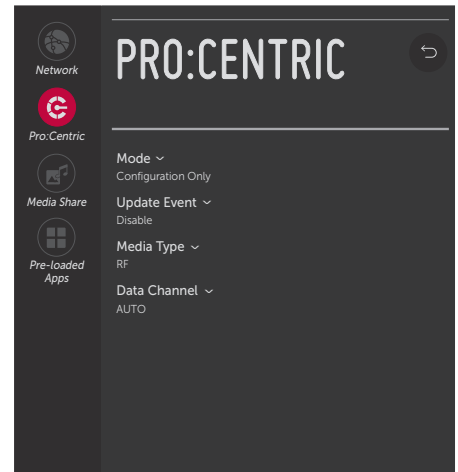 Network
Pro:Centric
Media Share
Pre-loaded
Apps
PRO:CENTRIC
Mode
Configuration Only
Update Event
Disable
Media Type
RF
Data Channel
AUTO